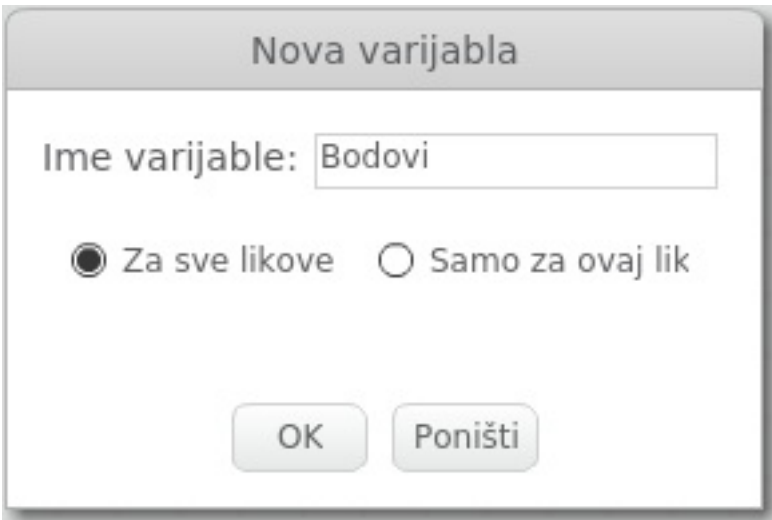 Nova varijabla
Ime varijable: Bodovi
Za sve likove Samo za ovaj lik
OK Poništi